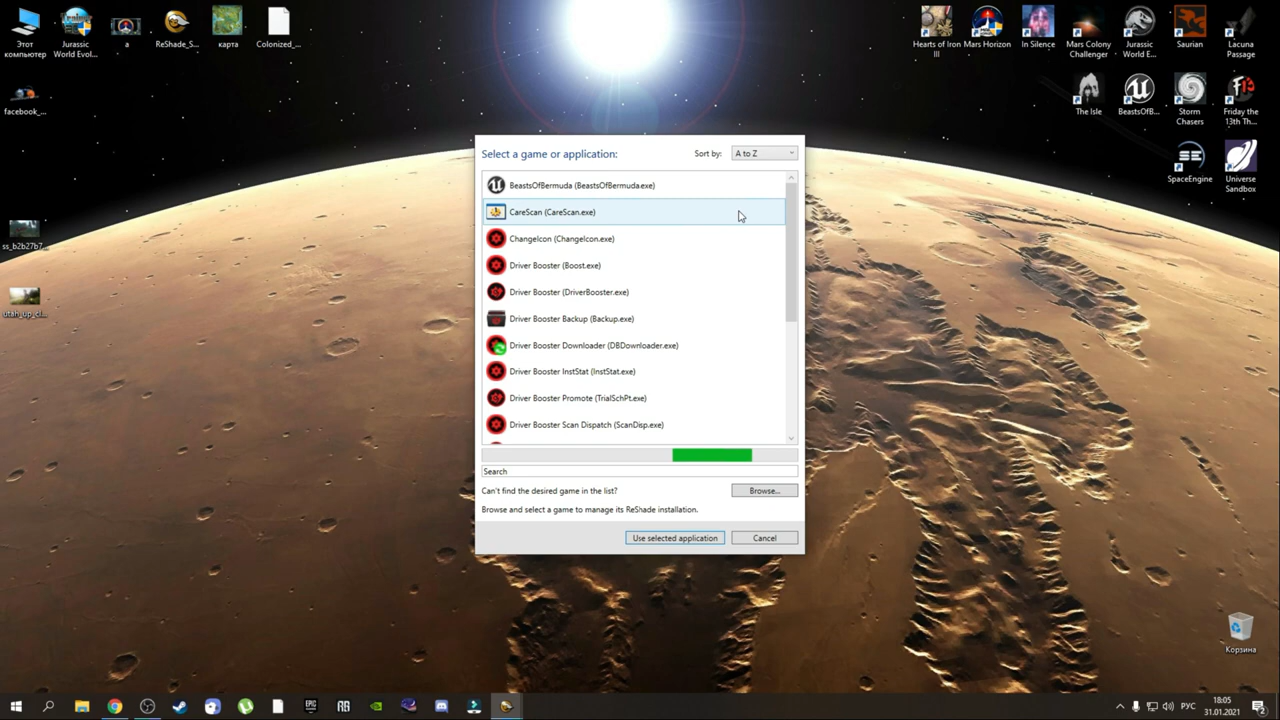 Этот
компьютер
Jurassic
World Evol...
a
ReShade_S...
карта
Colonized_...
facebook_...
ss_b2b27b7...
utah_up_cl...
Hearts of Iron
III
Mars Horizon
In Silence
Mars Colony
Challenger
Jurassic
World E...
Saurian
Lacuna
Passage
The Isle
BeastsOfB...
Storm
Chasers
Friday the
13th Th...
SpaceEngine
Universe
Sandbox
Select a game or application:
Sort by:
A to Z
BeastsOfBermuda (BeastsOfBermuda.exe)
CareScan (CareScan.exe)
ChangeIcon (ChangeIcon.exe)
Driver Booster (Boost.exe)
Driver Booster (DriverBooster.exe)
Driver Booster Backup (Backup.exe)
Driver Booster Downloader (DBDownloader.exe)
Driver Booster InstStat (InstStat.exe)
Driver Booster Promote (TrialSchPt.exe)
Driver Booster Scan Dispatch (ScanDisp.exe)
Search
Can't find the desired game in the list?
Browse...
Browse and select a game to manage its ReShade installation.
Use selected application
Cancel
Корзина
EPIC
РУС
18:05
31.01.2021
2